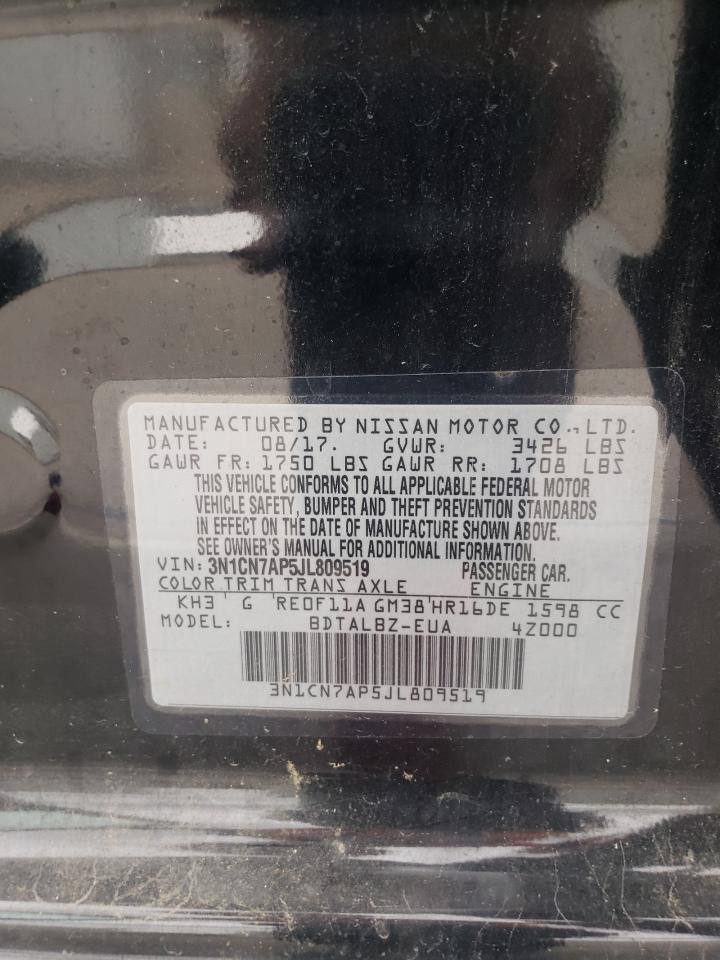 MANUFACTURED BY NISSAN MOTOR CO.,LTD.
DATE: 08/17. GVWR: 3426 LBS
GAWR FR: 1750 LBS GAWR RR: 1708 LBS
THIS VEHICLE CONFORMS TO ALL APPLICABLE FEDERAL MOTOR
VEHICLE SAFETY, BUMPER AND THEFT PREVENTION STANDARDS
IN EFFECT ON THE DATE OF MANUFACTURE SHOWN ABOVE.
SEE OWNER'S MANUAL FOR ADDITIONAL INFORMATION.
VIN: 3N1CN7AP5JL809519 PASSENGER CAR.
COLOR TRIM TRANS AXLE ENGINE
KH3 ' G 'RE0F11A GM38'HR16DE 1598 CC
MODEL: BDTALBZ-EUA 4Z000
3N1CN7AP5JL809519